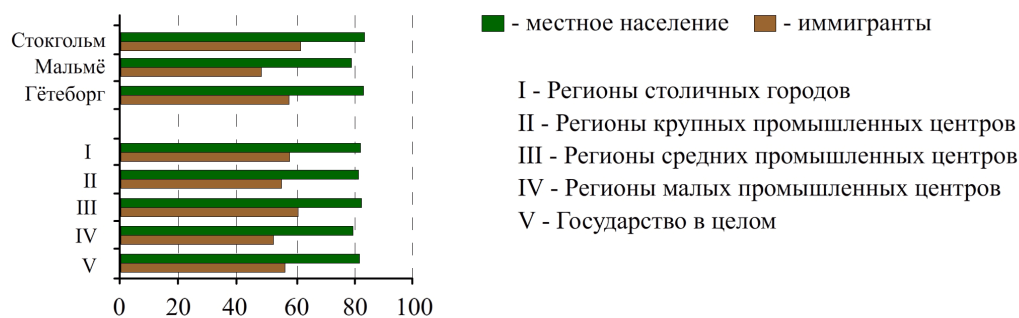 - местное население
- иммигранты
Стокгольм
Мальмё
Гётеборг
I
II
III
IV
V
0 20 40 60 80 100
I - Регионы столичных городов
II - Регионы крупных промышленных центров
III - Регионы средних промышленных центров
IV - Регионы малых промышленных центров
V - Государство в целом